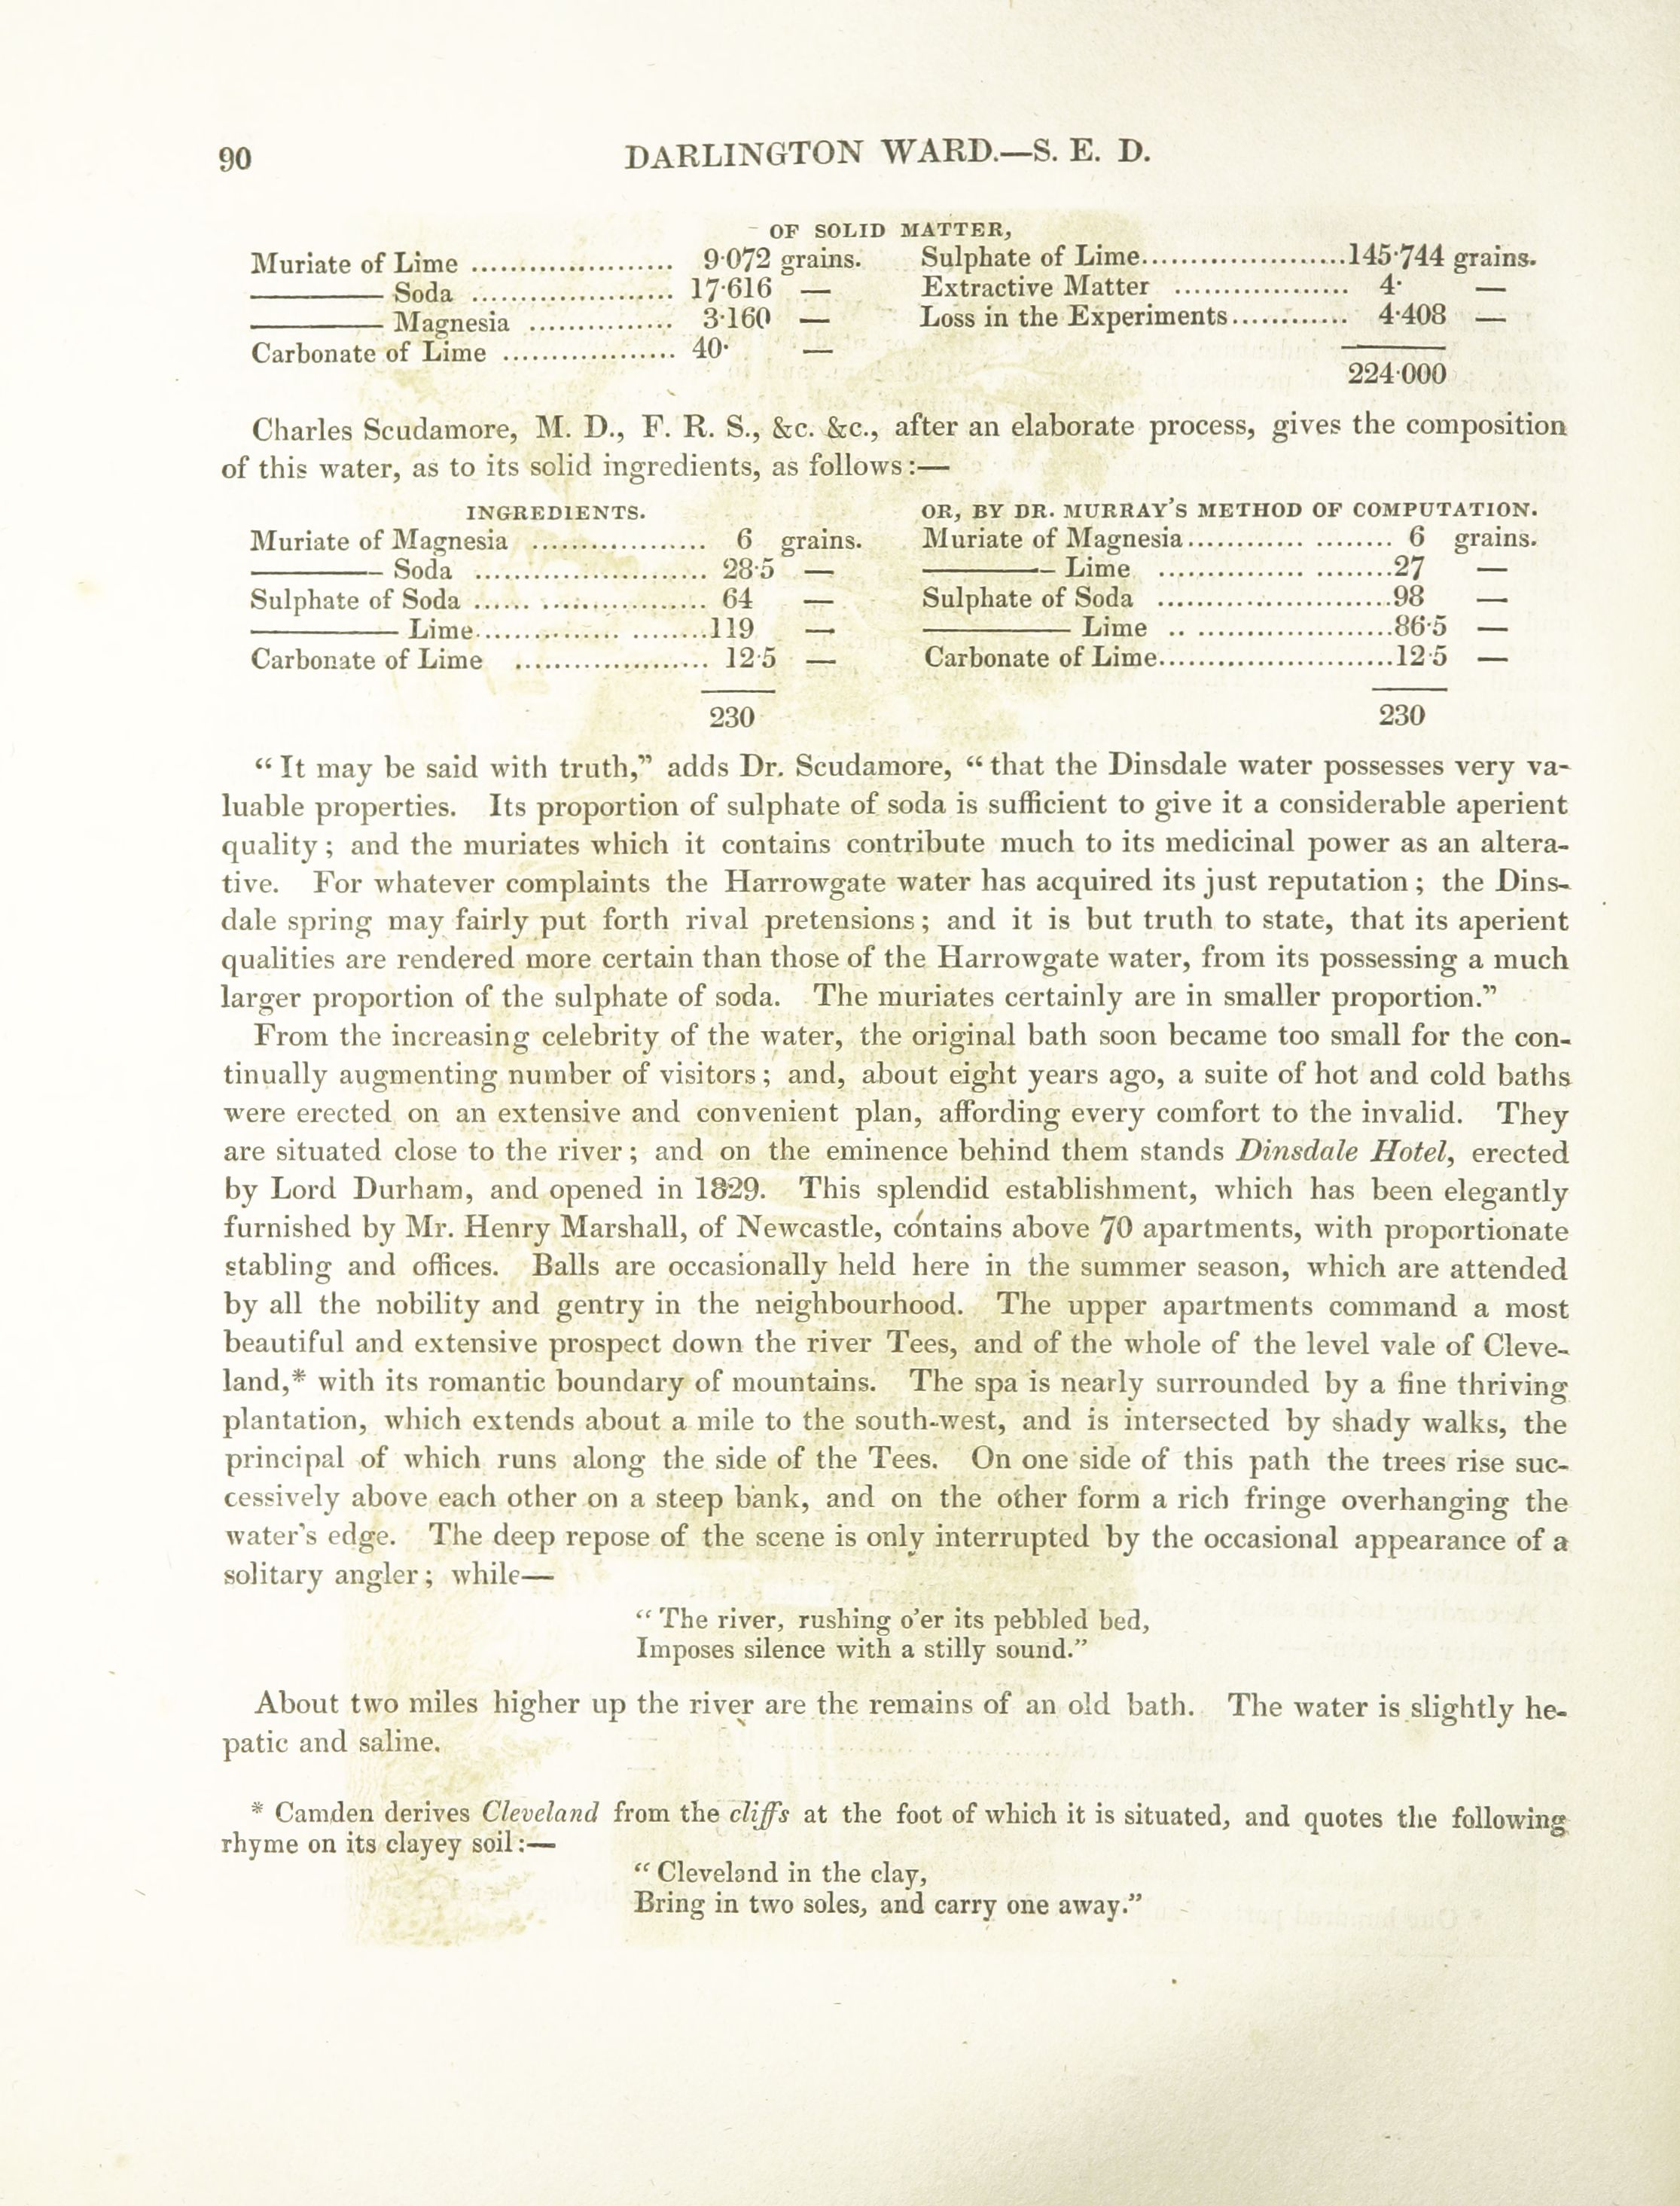 90
DARLINGTON WARD.—S. E. D.
OF SOLID MATTER,
Muriate of Lime ..................... 9·072 grains.
———— Soda ..................... 17·616 —
———— Magnesia ............... 3·160 —
Carbonate of Lime .................. 40· —
Sulphate of Lime.....................145·744 grains.
Extractive Matter .................. 4· —
Loss in the Experiments............ 4·408 —
224·000
Charles Scudamore, M. D., F. R. S., &c. &c., after an elaborate process, gives the composition
of this water, as to its solid ingredients, as follows:—
INGREDIENTS.
Muriate of Magnesia .................. 6 grains.
———— Soda ........................ 28·5 —
Sulphate of Soda ...... ................. 64 —
———— Lime............... ........119 —
Carbonate of Lime .................... 12·5 —
230
OR, BY DR. MURRAY'S METHOD OF COMPUTATION.
Muriate of Magnesia............ ........ 6 grains.
———— Lime ............... ........27 —
Sulphate of Soda ........................98 —
———— Lime .. ....................86·5 —
Carbonate of Lime........................12·5 —
230
“It may be said with truth,” adds Dr. Scudamore, “that the Dinsdale water possesses very va-
luable properties. Its proportion of sulphate of soda is sufficient to give it a considerable aperient
quality; and the muriates which it contains contribute much to its medicinal power as an altera-
tive. For whatever complaints the Harrowgate water has acquired its just reputation; the Dins-
dale spring may fairly put forth rival pretensions; and it is but truth to state, that its aperient
qualities are rendered more certain than those of the Harrowgate water, from its possessing a much
larger proportion of the sulphate of soda. The muriates certainly are in smaller proportion.”
From the increasing celebrity of the water, the original bath soon became too small for the con-
tinually augmenting number of visitors; and, about eight years ago, a suite of hot and cold baths
were erected on an extensive and convenient plan, affording every comfort to the invalid. They
are situated close to the river; and on the eminence behind them stands Dinsdale Hotel, erected
by Lord Durham, and opened in 1829. This splendid establishment, which has been elegantly
furnished by Mr. Henry Marshall, of Newcastle, contains above 70 apartments, with proportionate
stabling and offices. Balls are occasionally held here in the summer season, which are attended
by all the nobility and gentry in the neighbourhood. The upper apartments command a most
beautiful and extensive prospect down the river Tees, and of the whole of the level vale of Cleve-
land,* with its romantic boundary of mountains. The spa is nearly surrounded by a fine thriving
plantation, which extends about a mile to the south-west, and is intersected by shady walks, the
principal of which runs along the side of the Tees. On one side of this path the trees rise suc-
cessively above each other on a steep bank, and on the other form a rich fringe overhanging the
water's edge. The deep repose of the scene is only interrupted by the occasional appearance of a
solitary angler; while—
“The river, rushing o'er its pebbled bed,
Imposes silence with a stilly sound.”
About two miles higher up the river are the remains of an old bath. The water is slightly he-
patic and saline.
* Camden derives Cleveland from the cliffs at the foot of which it is situated, and quotes the following
rhyme on its clayey soil:—
“Cleveland in the clay,
Bring in two soles, and carry one away.”